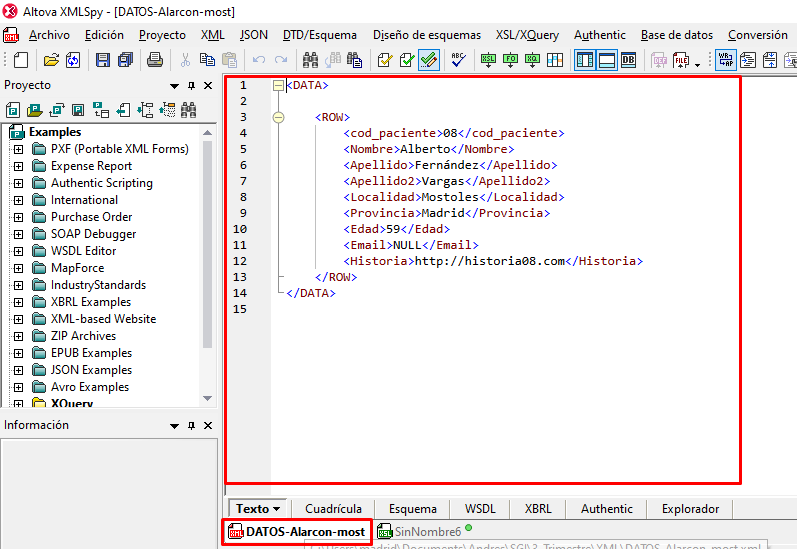 Altova XMLSpy - [DATOS-Alarcon-most]
Archivo Edición Proyecto XML JSON DTD/Esquema Diseño de esquemas XSL/XQuery Authentic Base de datos Conversión
Proyecto
Examples
PXF (Portable XML Forms)
Expense Report
Authentic Scripting
International
Purchase Order
SOAP Debugger
WSDL Editor
MapForce
IndustryStandards
XBRL Examples
XML-based Website
ZIP Archives
EPUB Examples
JSON Examples
Avro Examples
XQuery
Información
1 <DATA>
2
3 <ROW>
4 <cod_paciente>08</cod_paciente>
5 <Nombre>Alberto</Nombre>
6 <Apellido>Fernández</Apellido>
7 <Apellido2>Vargas</Apellido2>
8 <Localidad>Mostoles</Localidad>
9 <Provincia>Madrid</Provincia>
10 <Edad>59</Edad>
11 <Email>NULL</Email>
12 <Historia>http://historia08.com</Historia>
13 </ROW>
14 </DATA>
15
Texto Cuadrícula Esquema WSDL XBRL Authentic Explorador
DATOS-Alarcon-most SinNombre6